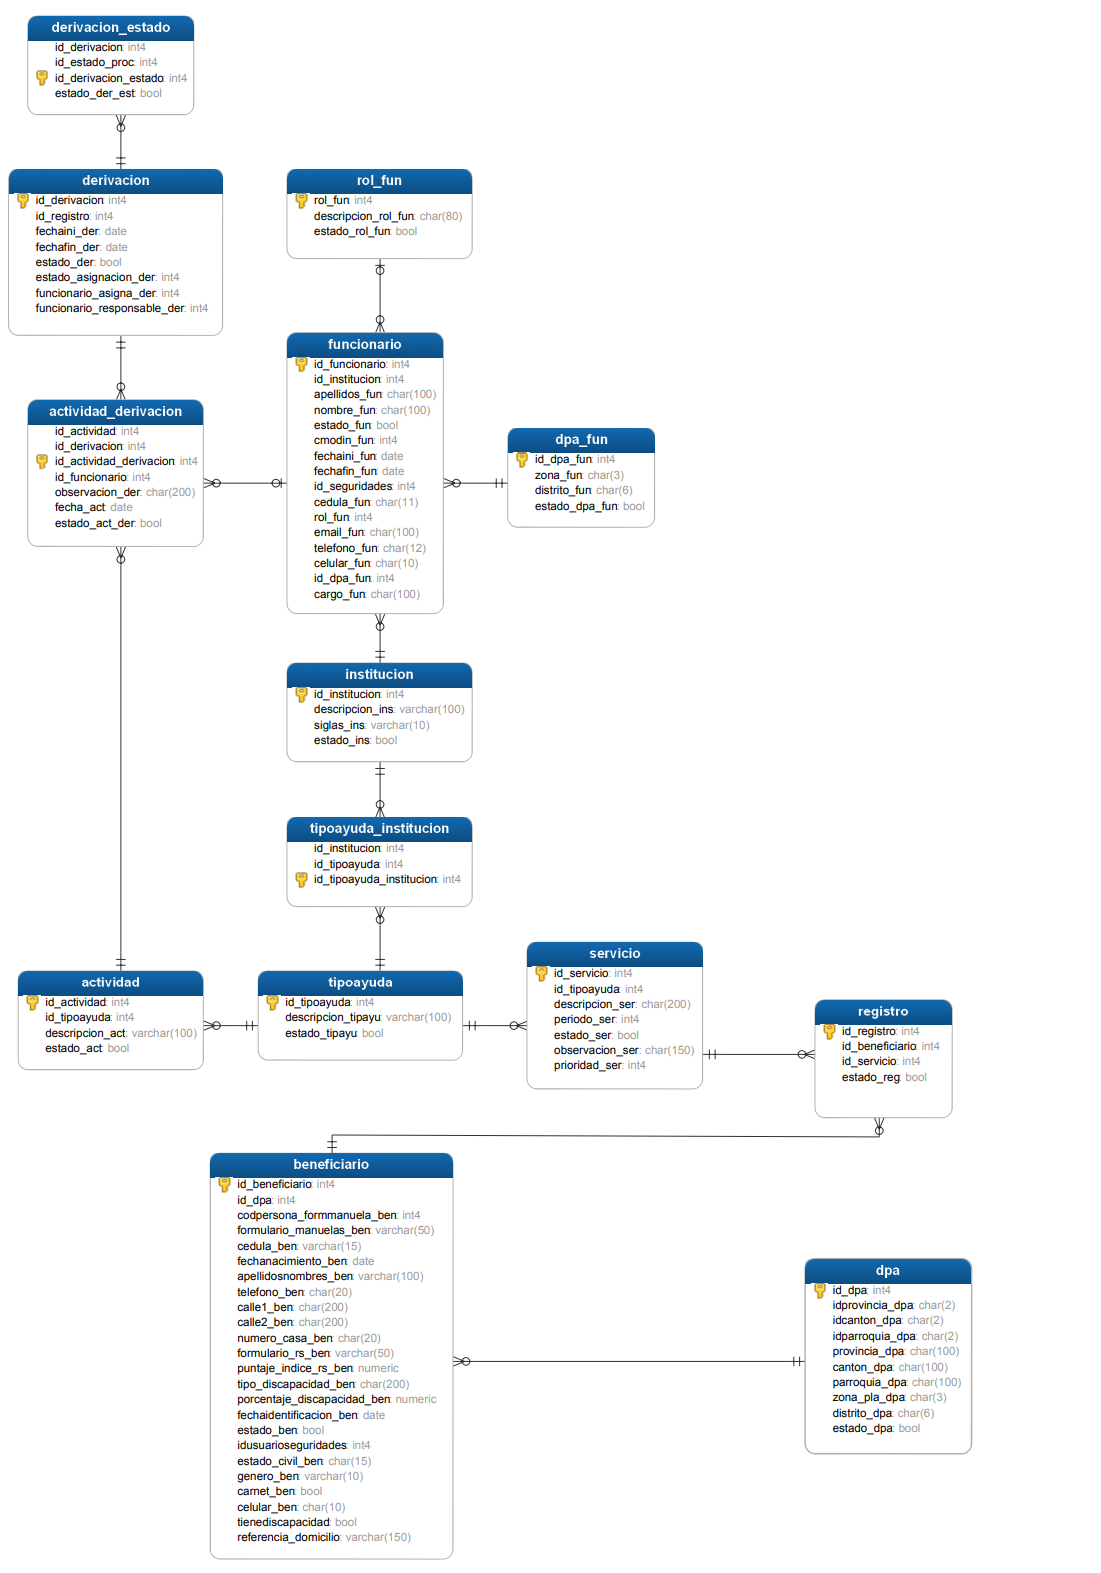 derivacion_estado
id_derivacion: int4
id_estado_proc: int4
id_derivacion_estado: int4
estado_der_est: bool
derivacion
id_derivacion: int4
id_registro: int4
fechaini_der: date
fechafin_der: date
estado_der: bool
estado_asignacion_der: int4
funcionario_asigna_der: int4
funcionario_responsable_der: int4
rol_fun
rol_fun: int4
descripcion_rol_fun: char(80)
estado_rol_fun: bool
funcionario
id_funcionario: int4
id_institucion: int4
apellidos_fun: char(100)
nombre_fun: char(100)
estado_fun: bool
cmodin_fun: int4
fechaini_fun: date
fechafin_fun: date
id_seguridades: int4
cedula_fun: char(11)
rol_fun: int4
email_fun: char(100)
telefono_fun: char(12)
celular_fun: char(10)
id_dpa_fun: int4
cargo_fun: char(100)
actividad_derivacion
id_actividad: int4
id_derivacion: int4
id_actividad_derivacion: int4
id_funcionario: int4
observacion_der: char(200)
fecha_act: date
estado_act_der: bool
dpa_fun
id_dpa_fun: int4
zona_fun: char(3)
distrito_fun: char(6)
estado_dpa_fun: bool
institucion
id_institucion: int4
descripcion_ins: varchar(100)
siglas_ins: varchar(10)
estado_ins: bool
tipoayuda_institucion
id_institucion: int4
id_tipoayuda: int4
id_tipoayuda_institucion: int4
actividad
id_actividad: int4
id_tipoayuda: int4
descripcion_act: varchar(100)
estado_act: bool
tipoayuda
id_tipoayuda: int4
descripcion_tipayu: varchar(100)
estado_tipayu: bool
servicio
id_servicio: int4
id_tipoayuda: int4
descripcion_ser: char(200)
periodo_ser: int4
estado_ser: bool
observacion_ser: char(150)
prioridad_ser: int4
registro
id_registro: int4
id_beneficiario: int4
id_servicio: int4
estado_reg: bool
beneficiario
id_beneficiario: int4
id_dpa: int4
codpersona_formmanuela_ben: int4
formulario_manuelas_ben: varchar(50)
cedula_ben: varchar(15)
fechanacimiento_ben: date
apellidosnombres_ben: varchar(100)
telefono_ben: char(20)
calle1_ben: char(200)
calle2_ben: char(200)
numero_casa_ben: char(20)
formulario_rs_ben: varchar(50)
puntaje_indice_rs_ben: numeric
tipo_discapacidad_ben: char(200)
porcentaje_discapacidad_ben: numeric
fechaidentificacion_ben: date
estado_ben: bool
idusuarioseguridades: int4
estado_civil_ben: char(15)
genero_ben: varchar(10)
carnet_ben: bool
celular_ben: char(10)
tienediscapacidad: bool
referencia_domicilio: varchar(150)
dpa
id_dpa: int4
idprovincia_dpa: char(2)
idcanton_dpa: char(2)
idparroquia_dpa: char(2)
provincia_dpa: char(100)
canton_dpa: char(100)
parroquia_dpa: char(100)
zona_pla_dpa: char(3)
distrito_dpa: char(6)
estado_dpa: bool